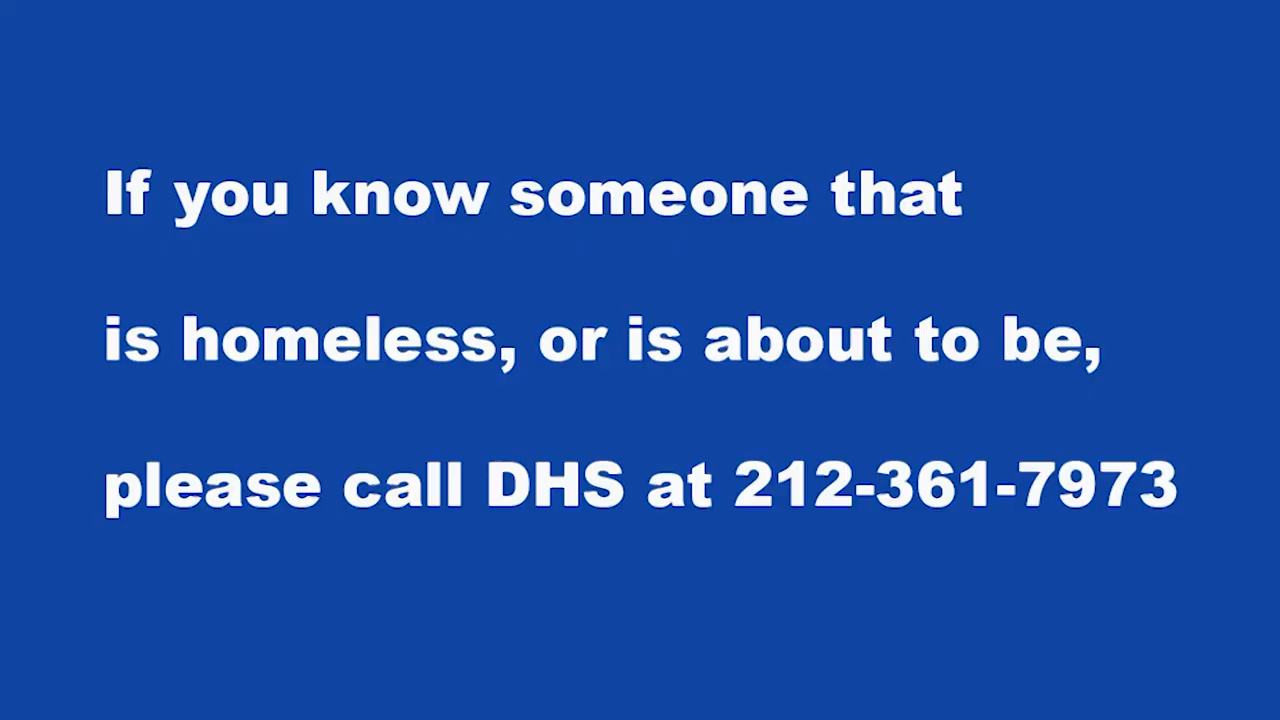 If you know someone that
is homeless, or is about to be,
please call DHS at 212-361-7973